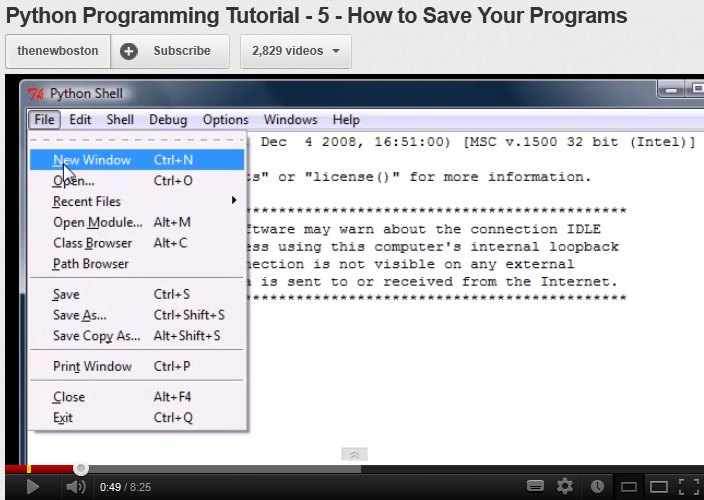 Python Programming Tutorial - 5 - How to Save Your Programs
thenewboston Subscribe 2,829 videos
Python Shell
File Edit Shell Debug Options Windows Help
Dec 4 2008, 16:51:00) [MSC v.1500 32 bit (Intel)]
New Window Ctrl+N
Open... Ctrl+O
ts" or "license()" for more information.
Recent Files
****************************************
Open Module... Alt+M
ftware may warn about the connection IDLE
Class Browser Alt+C
ess using this computer's internal loopback
Path Browser
nection is not visible on any external
a is sent to or received from the Internet.
Save Ctrl+S
****************************************
Save As... Ctrl+Shift+S
Save Copy As... Alt+Shift+S
Print Window Ctrl+P
Close Alt+F4
Exit Ctrl+Q
0:49 / 8:25